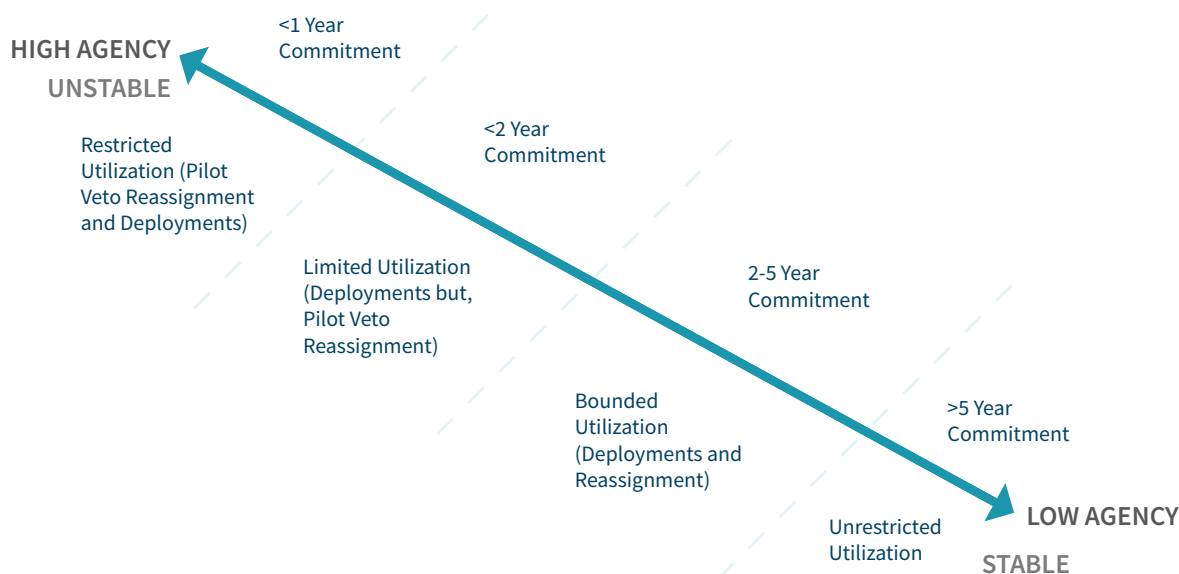 <1 Year
Commitment
HIGH AGENCY
UNSTABLE
Restricted
Utilization (Pilot
Veto Reassignment
and Deployments)
<2 Year
Commitment
Limited Utilization
(Deployments but,
Pilot Veto
Reassignment)
2-5 Year
Commitment
Bounded
Utilization
(Deployments and
Reassignment)
>5 Year
Commitment
Unrestricted
Utilization
LOW AGENCY
STABLE